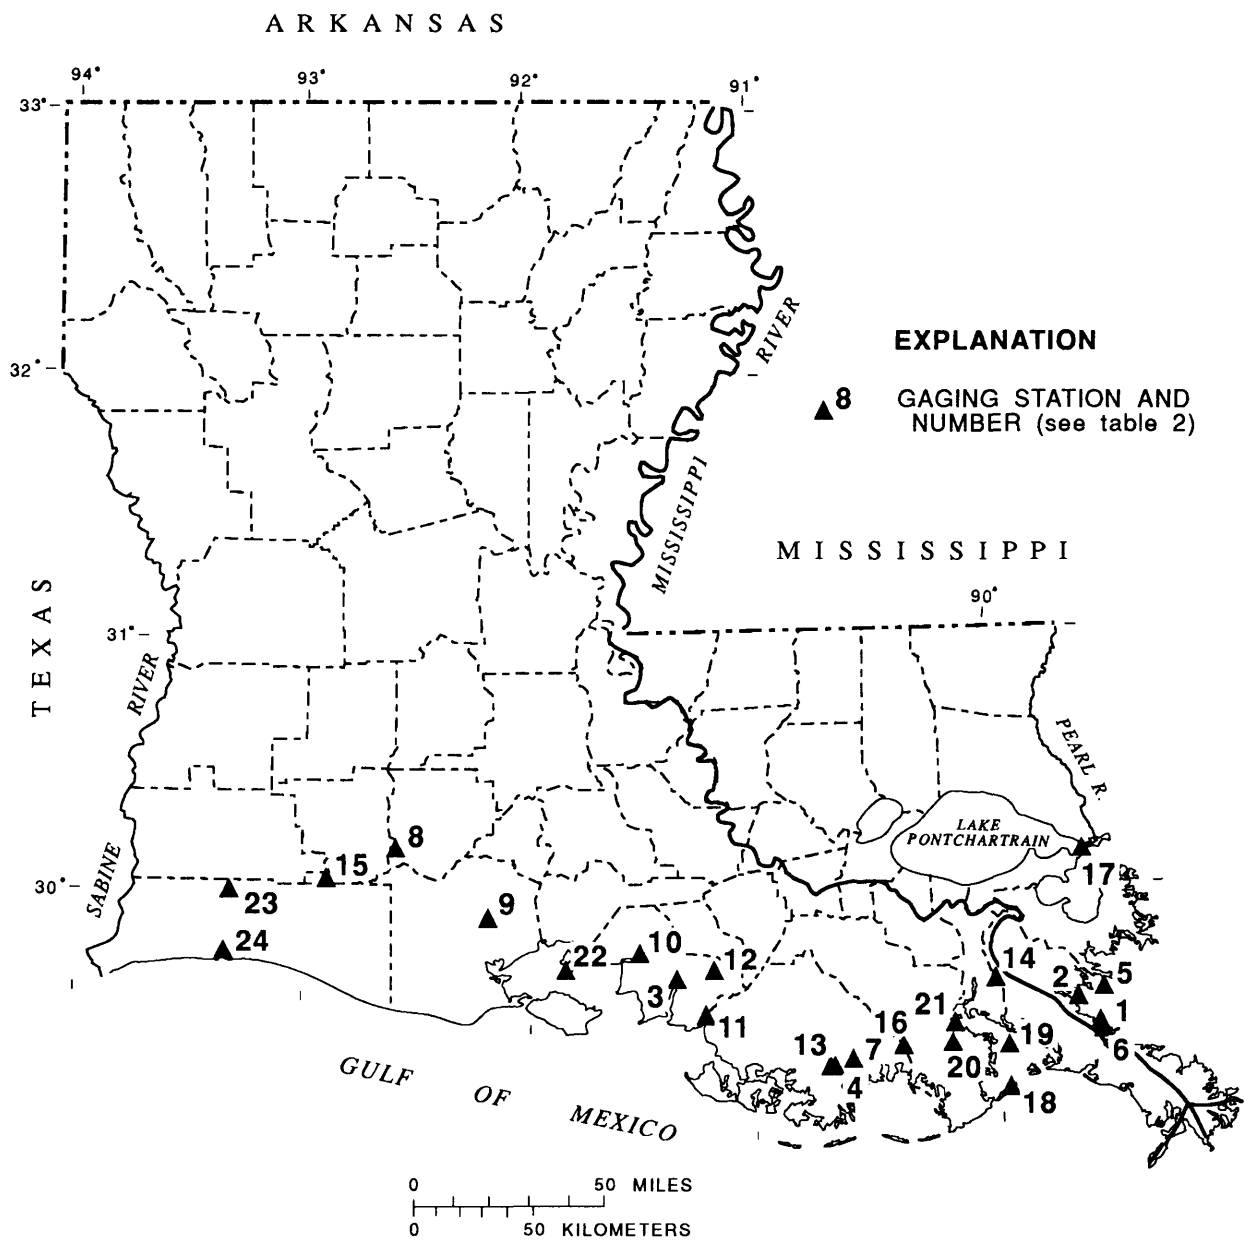 ARKANSAS
94°
93°
92°
91°
33°
32°
31°
30°
TEXAS
RIVER
SABINE
MISSISSIPPI
RIVER
EXPLANATION
8 GAGING STATION AND
NUMBER (see table 2)
MISSISSIPPI
90°
PEARL R.
LAKE
PONTCHARTRAIN
8
15
17
23
9
24
10
22
12
14
2
5
3
21
1
11
16
19
13
7
6
20
4
18
GULF OF MEXICO
0 50 MILES
0 50 KILOMETERS